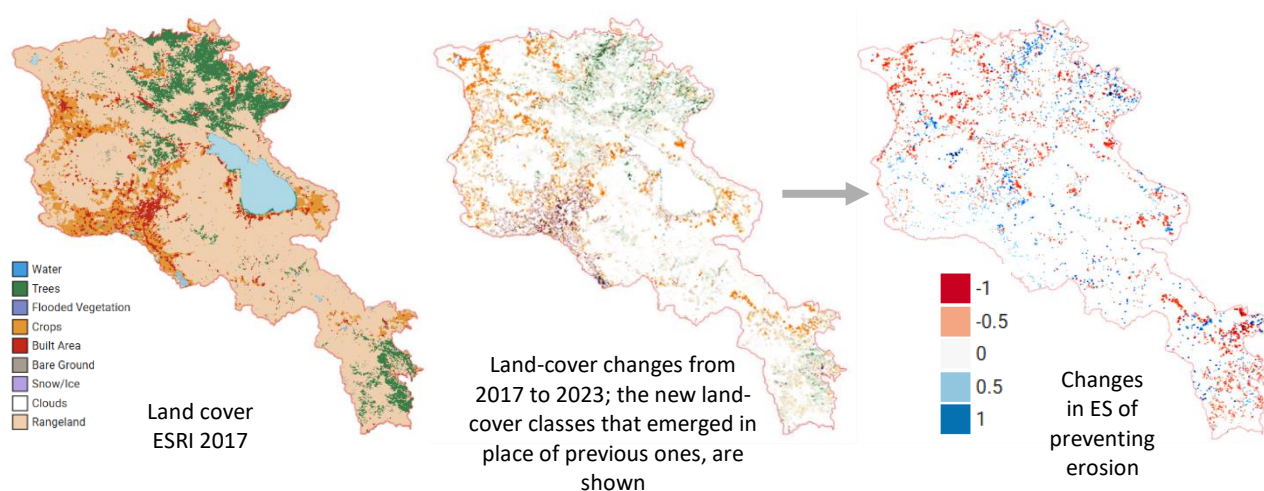 Water
Trees
Flooded Vegetation
Crops
Built Area
Bare Ground
Snow/Ice
Clouds
Rangeland
Land cover
ESRI 2017
Land-cover changes from
2017 to 2023; the new land-
cover classes that emerged in
place of previous ones, are
shown
-1
-0.5
0
0.5
1
Changes
in ES of
preventing
erosion